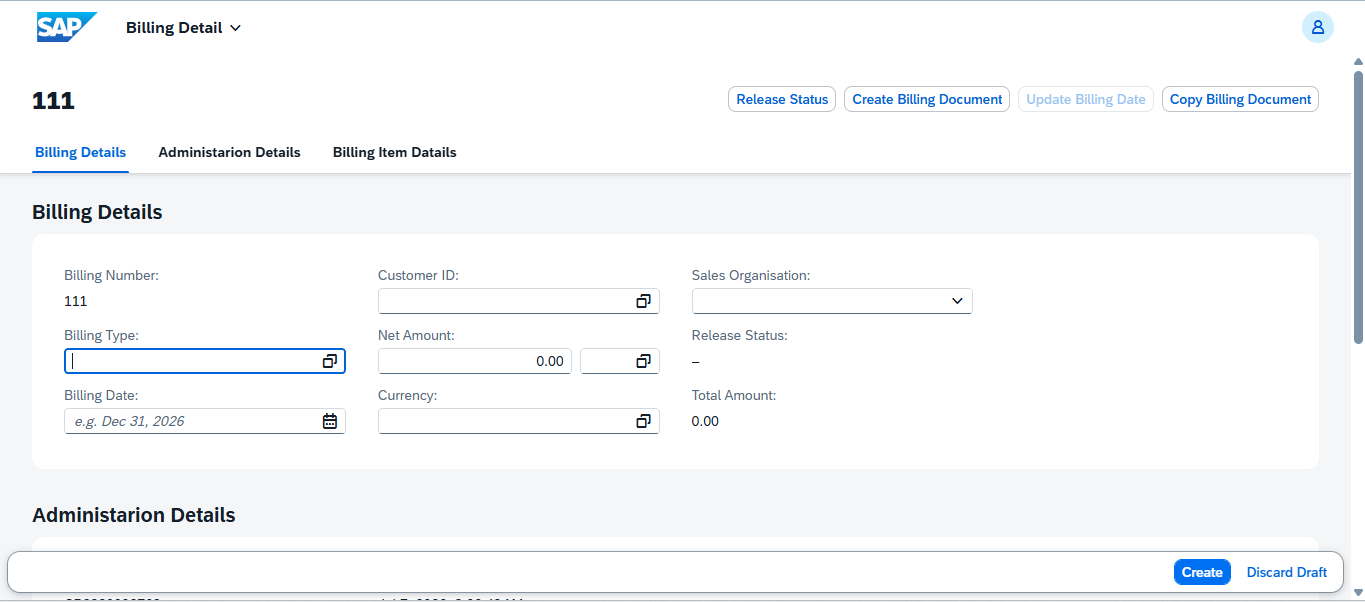 SAP Billing Detail
111
Release Status Create Billing Document Update Billing Date Copy Billing Document
Billing Details Administarion Details Billing Item Datails
Billing Details
Billing Number: Customer ID: Sales Organisation:
111
Billing Type: Net Amount: Release Status:
0.00 –
Billing Date: Currency: Total Amount:
e.g. Dec 31, 2026 0.00
Administarion Details
Create Discard Draft